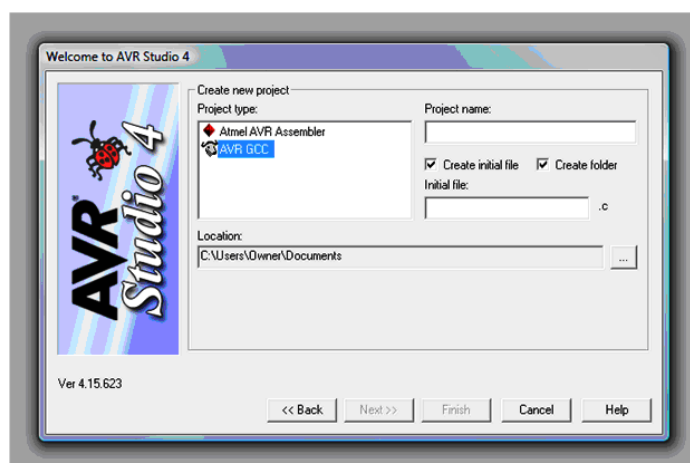 Welcome to AVR Studio 4
Create new project
Project type:
Project name:
Atmel AVR Assembler
AVR GCC
Create initial file
Create folder
Initial file:
.c
Location:
C:\Users\Owner\Documents
...
AVR Studio 4
Ver 4.15.623
<< Back
Next >>
Finish
Cancel
Help